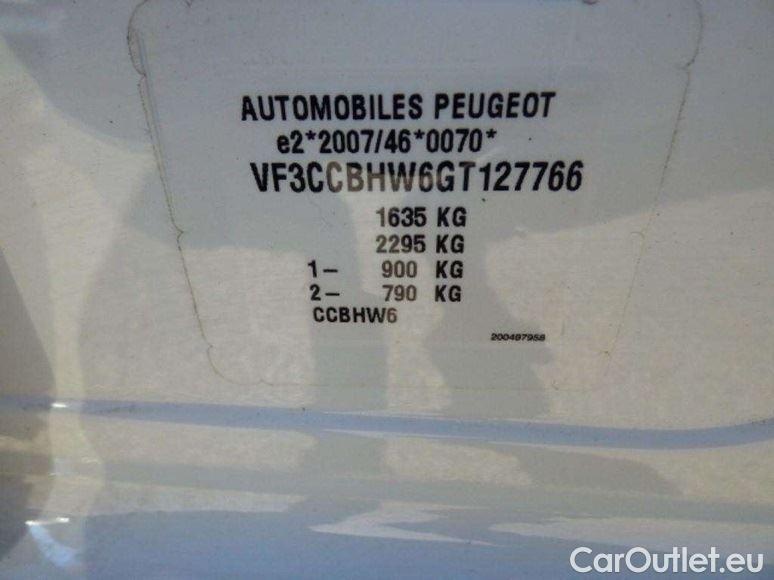 AUTOMOBILES PEUGEOT
e2*2007/46*0070*
VF3CCBHW6GT127766
1635 KG
2295 KG
1- 900 KG
2- 790 KG
CCBHW6
200497958
CarOutlet.eu